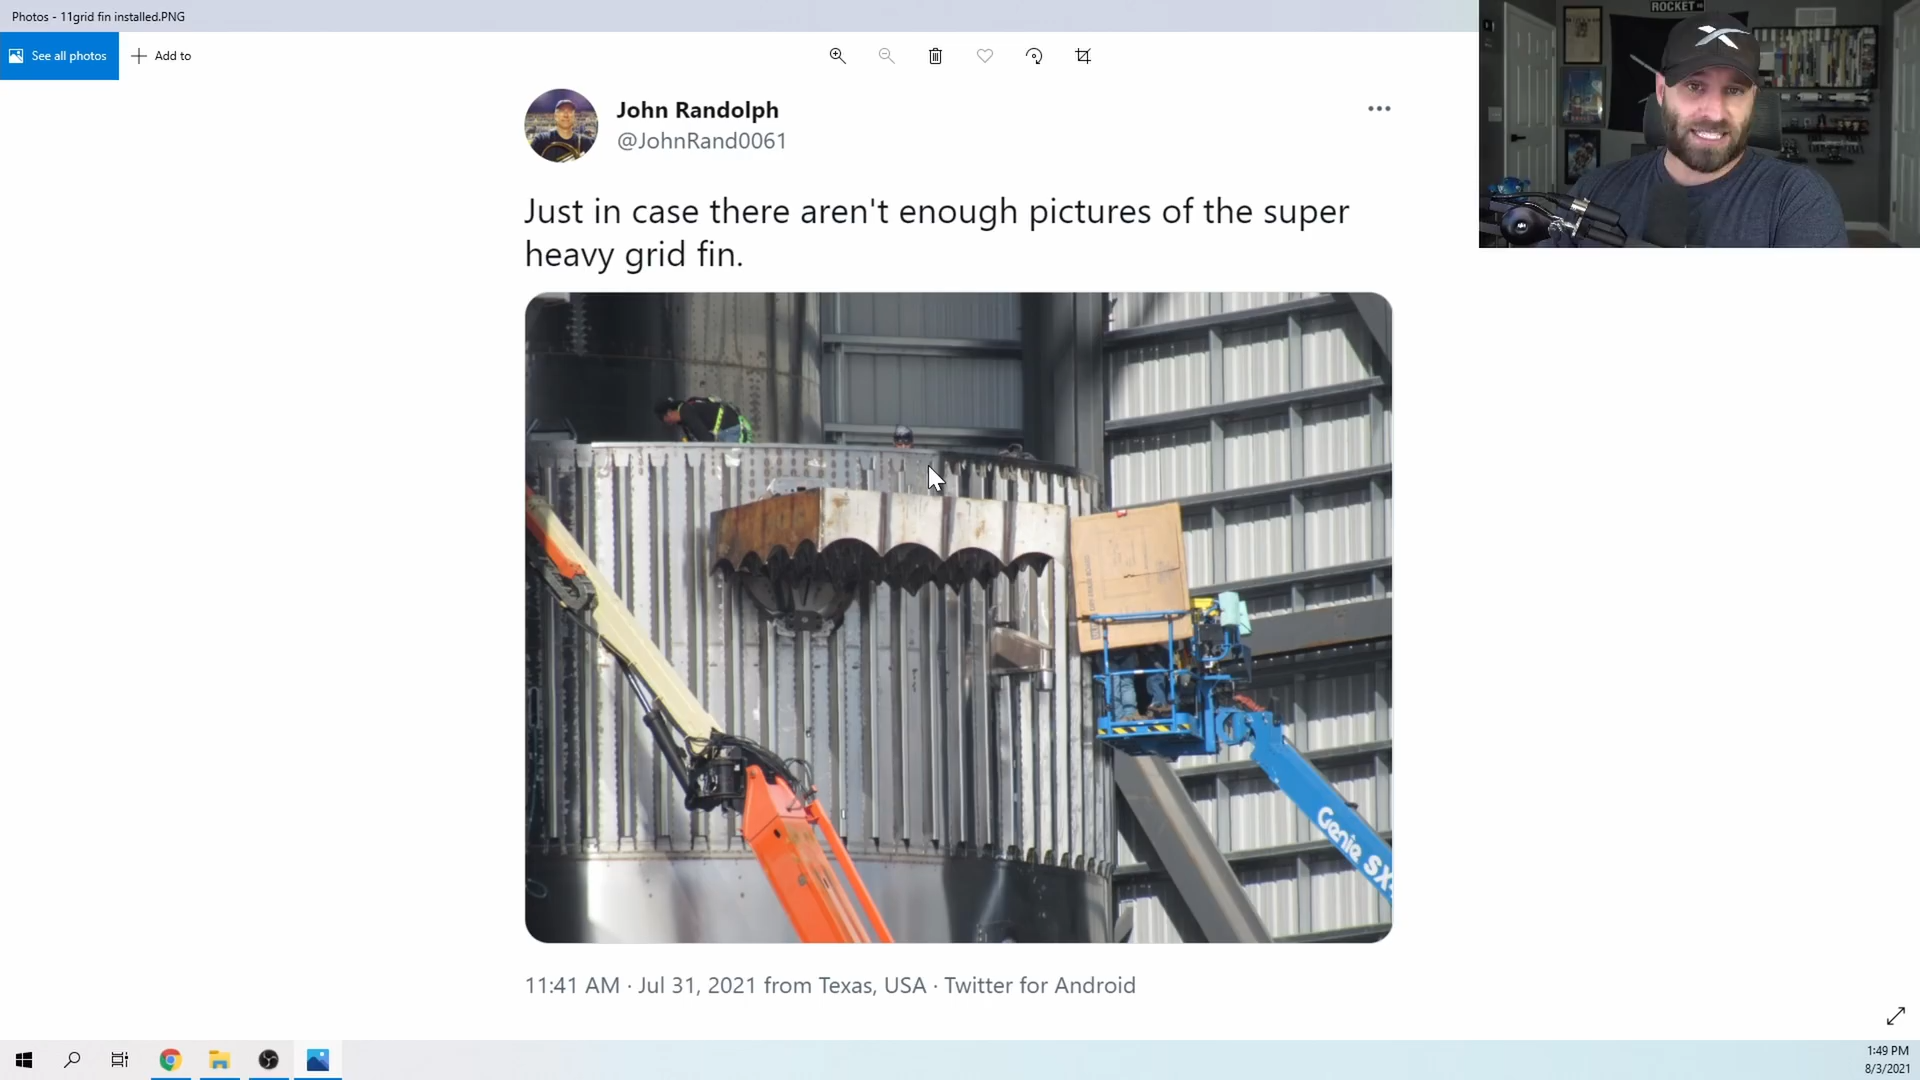 Photos - 11grid fin installed.PNG
ROCKET
See all photos
Add to
John Randolph
@JohnRand0061
Just in case there aren't enough pictures of the super
heavy grid fin.
Genie SX
11:41 AM · Jul 31, 2021 from Texas, USA · Twitter for Android
1:49 PM
8/3/2021